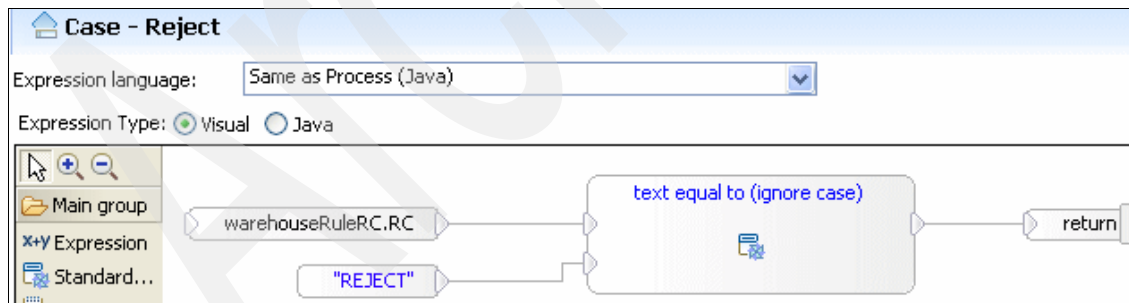 Case - Reject
Expression language: Same as Process (Java)
Expression Type: Visual Java
Main group
text equal to (ignore case)
warehouseRuleRC.RC
return
x+y Expression
"REJECT"
Standard...